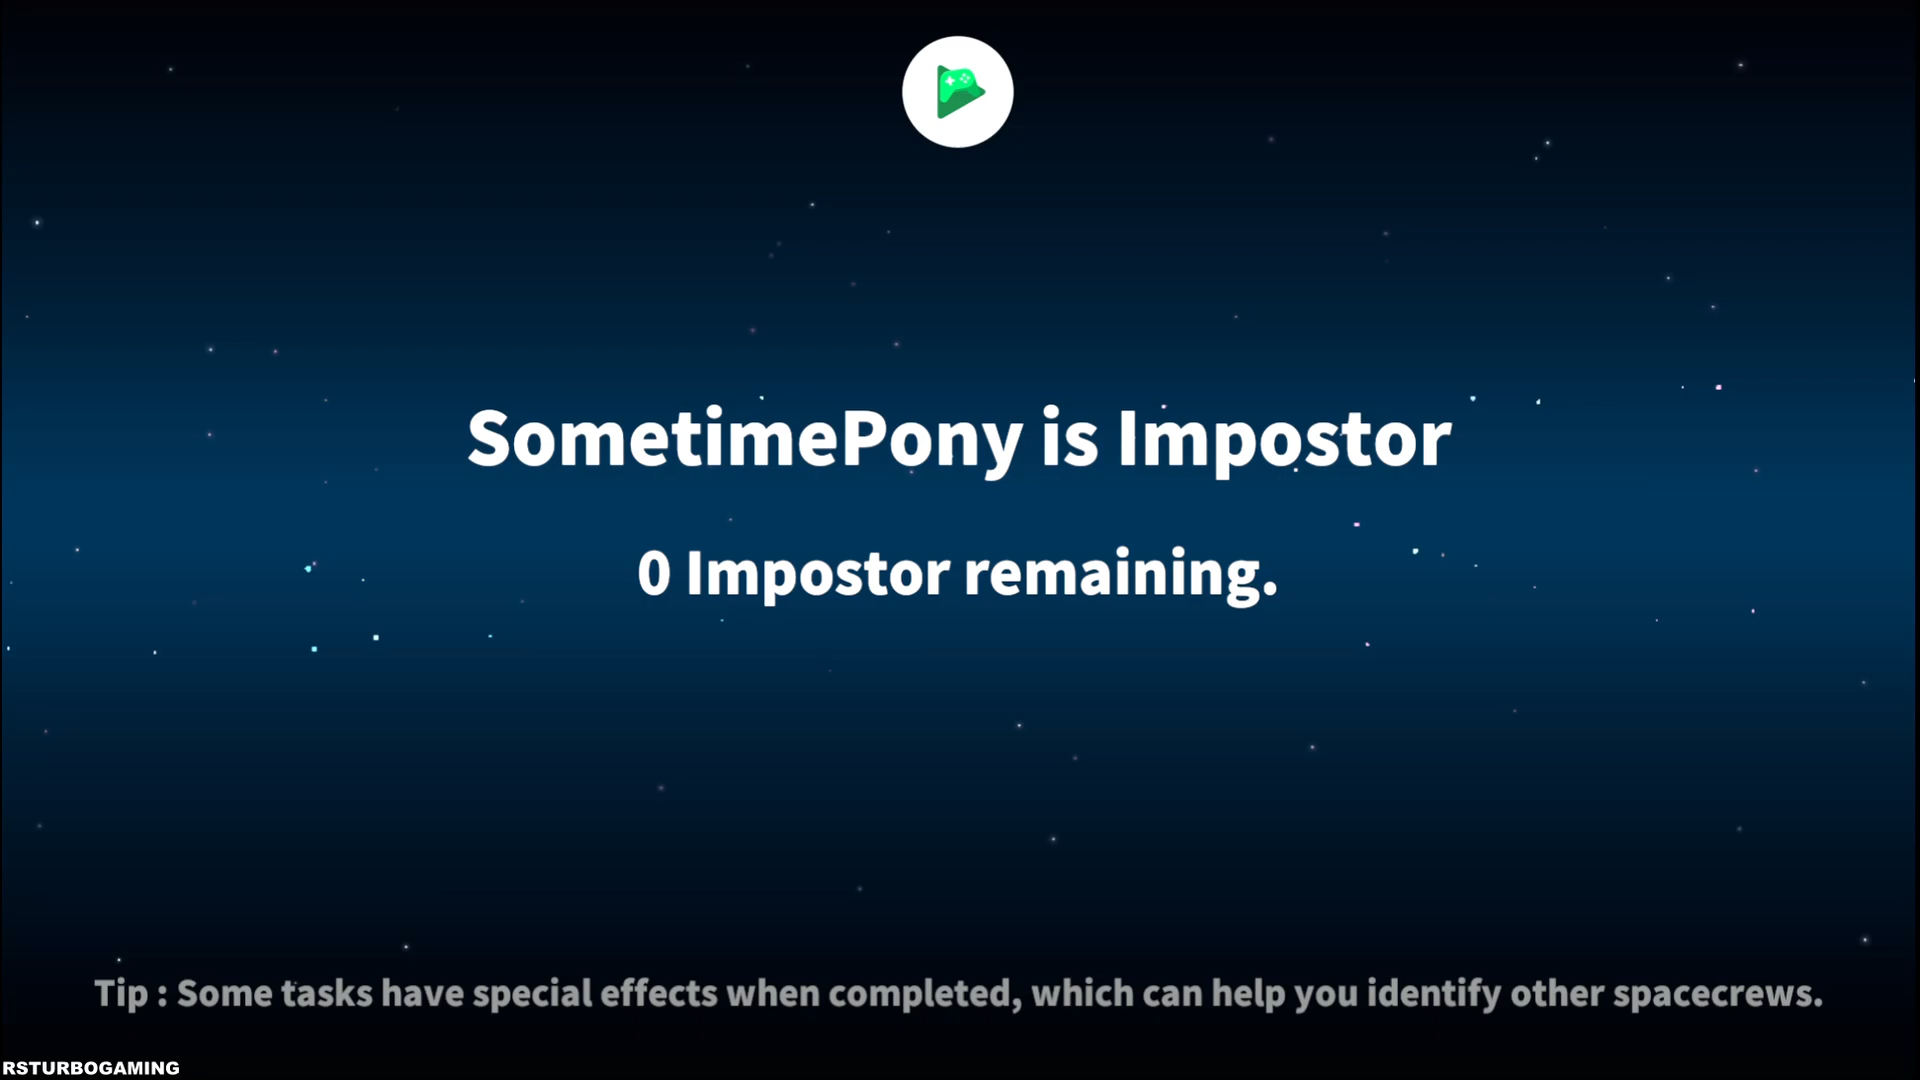 SometimePony is Impostor
0 Impostor remaining.
Tip : Some tasks have special effects when completed, which can help you identify other spacecrews.
RSTURBOGAMING